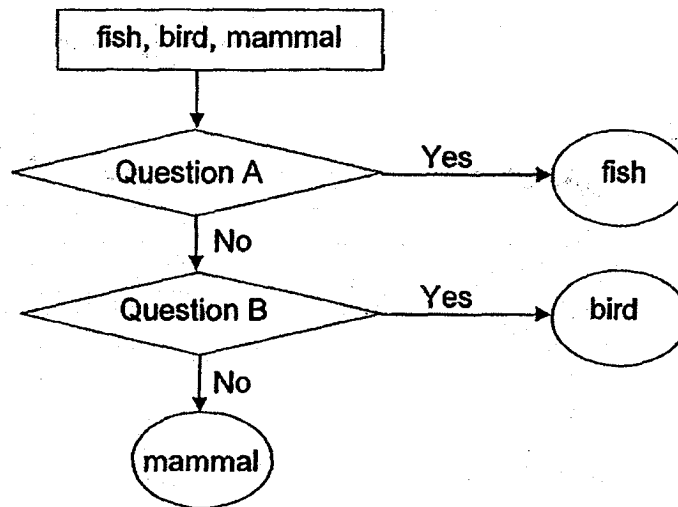 fish, bird, mammal
Question A
Yes
fish
No
Question B
Yes
bird
No
mammal